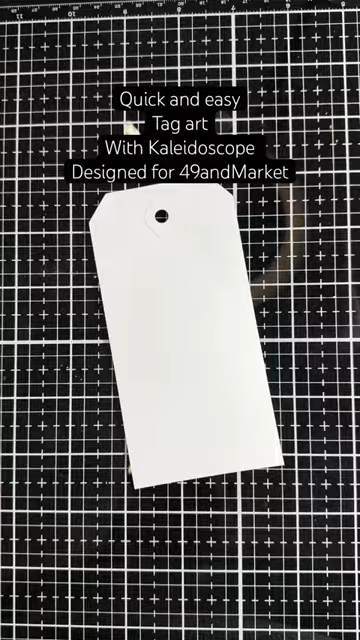 Quick and easy
Tag art
With Kaleidoscope
Designed for 49andMarket